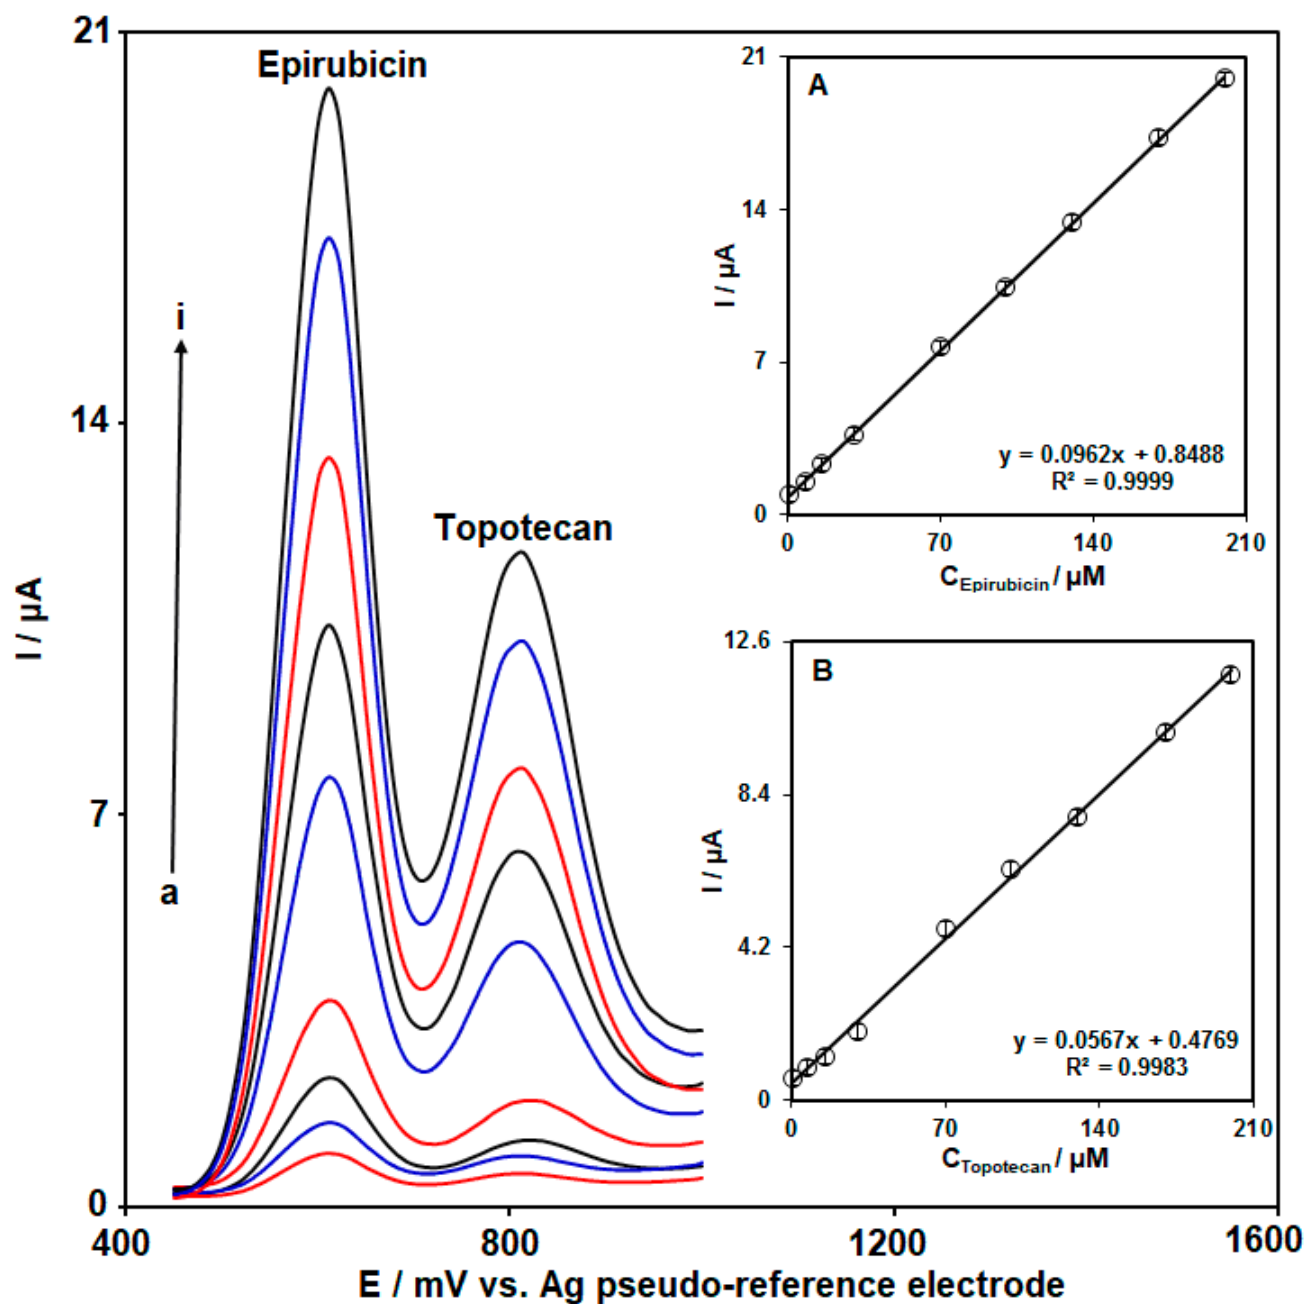 21
14
7
0
I / µA
400
800
1200
1600
E / mV vs. Ag pseudo-reference electrode
Epirubicin
Topotecan
i
a
A
21
14
7
0
I / µA
0
70
140
210
C Epirubicin / µM
y = 0.0962x + 0.8488
R² = 0.9999
B
12.6
8.4
4.2
0
I / µA
0
70
140
210
C Topotecan / µM
y = 0.0567x + 0.4769
R² = 0.9983